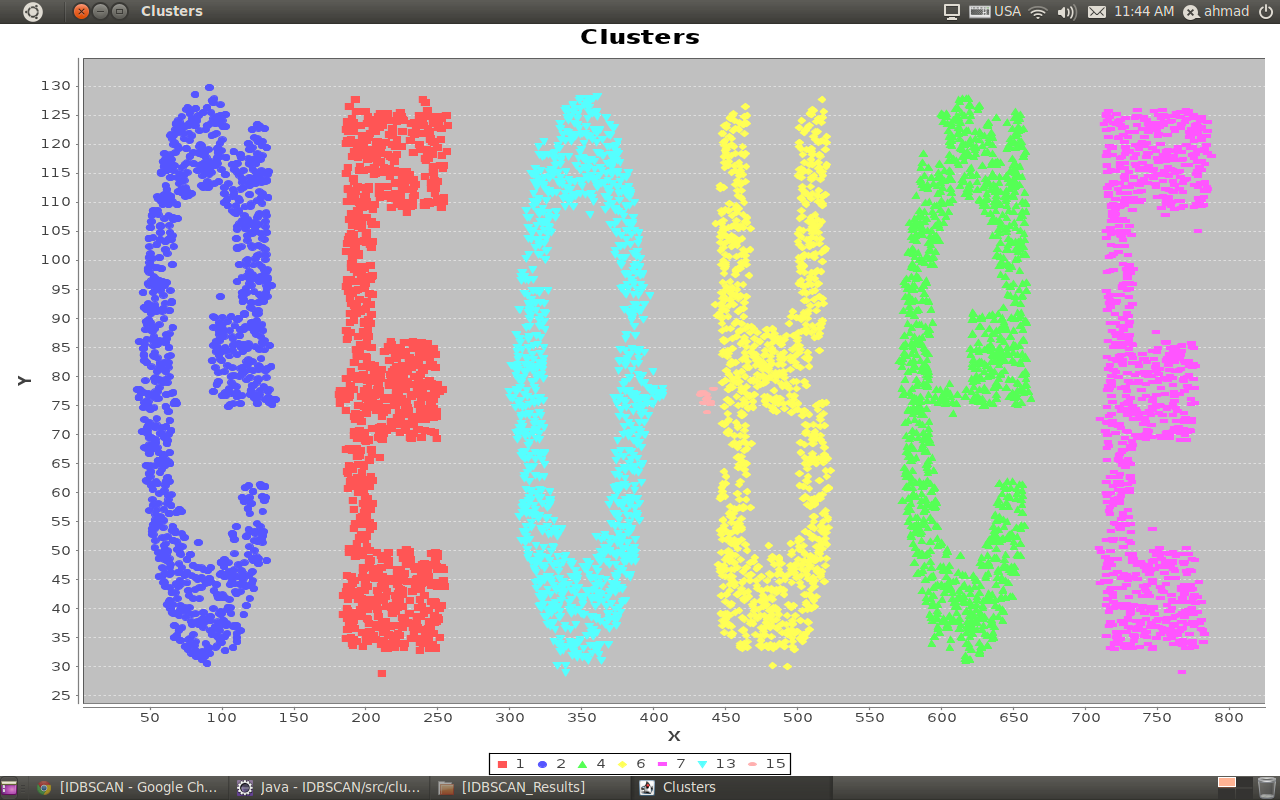 Clusters
USA
11:44 AM
ahmad
Clusters
Y
130
125
120
115
110
105
100
95
90
85
80
75
70
65
60
55
50
45
40
35
30
25
GEORGE
50 100 150 200 250 300 350 400 450 500 550 600 650 700 750 800
X
1 2 4 6 7 13 15
[IDBSCAN - Google Ch... Java - IDBSCAN/src/clu... [IDBSCAN_Results] Clusters